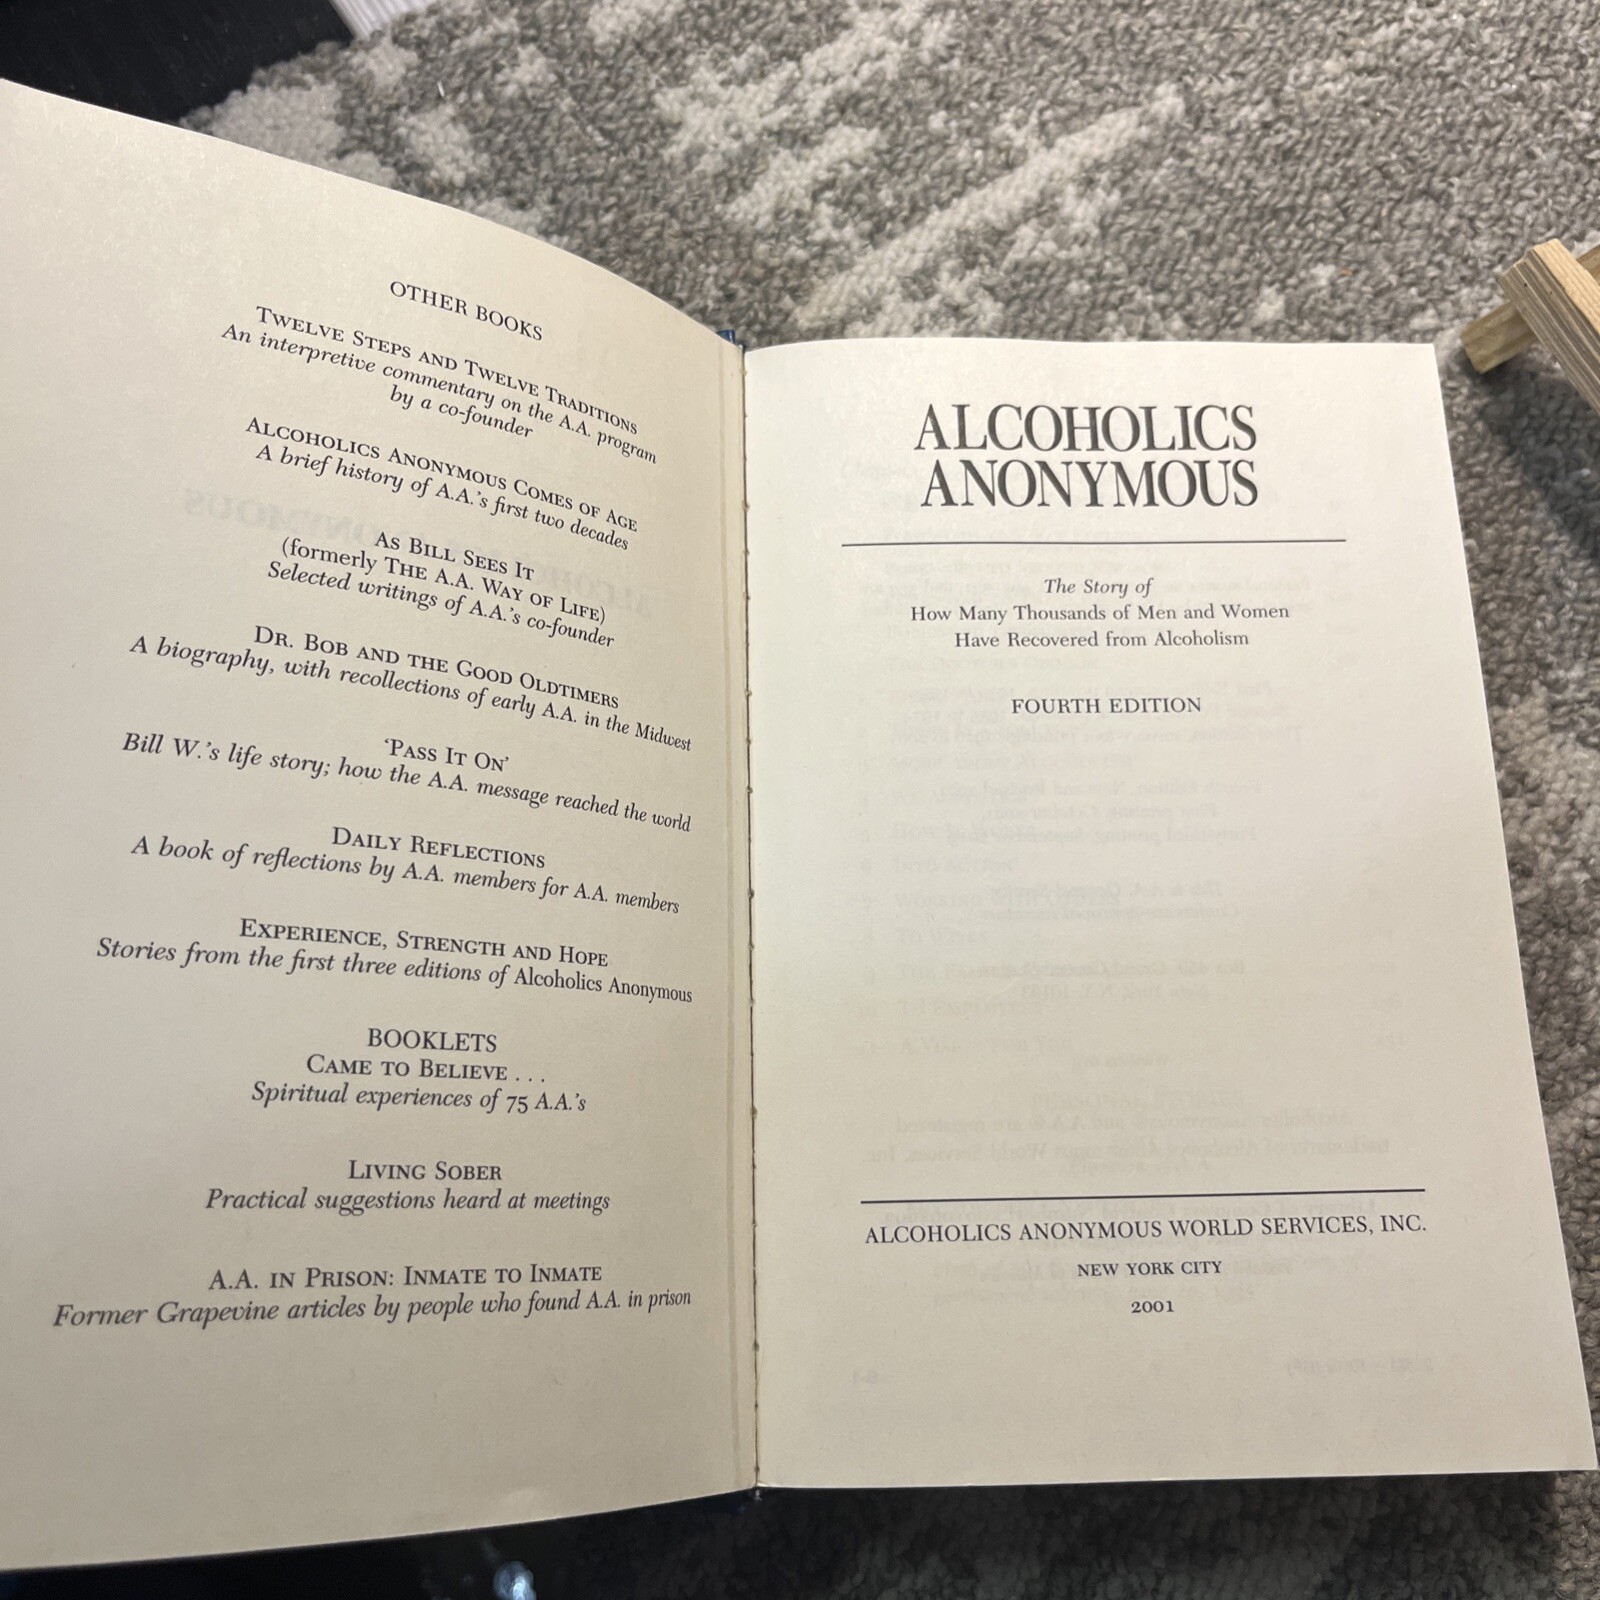 OTHER BOOKS
TWELVE STEPS AND TWELVE TRADITIONS
An interpretive commentary on the A.A. program
by a co-founder
ALCOHOLICS ANONYMOUS COMES OF AGE
A brief history of A.A.'s first two decades
AS BILL SEES IT
(formerly THE A.A. WAY OF LIFE)
Selected writings of A.A.'s co-founder
DR. BOB AND THE GOOD OLDTIMERS
A biography, with recollections of early A.A. in the Midwest
‘PASS IT ON’
Bill W.'s life story; how the A.A. message reached the world
DAILY REFLECTIONS
A book of reflections by A.A. members for A.A. members
EXPERIENCE, STRENGTH AND HOPE
Stories from the first three editions of Alcoholics Anonymous
BOOKLETS
CAME TO BELIEVE . . .
Spiritual experiences of 75 A.A.'s
LIVING SOBER
Practical suggestions heard at meetings
A.A. IN PRISON: INMATE TO INMATE
Former Grapevine articles by people who found A.A. in prison
ALCOHOLICS
ANONYMOUS
The Story of
How Many Thousands of Men and Women
Have Recovered from Alcoholism
FOURTH EDITION
ALCOHOLICS ANONYMOUS WORLD SERVICES, INC.
NEW YORK CITY
2001